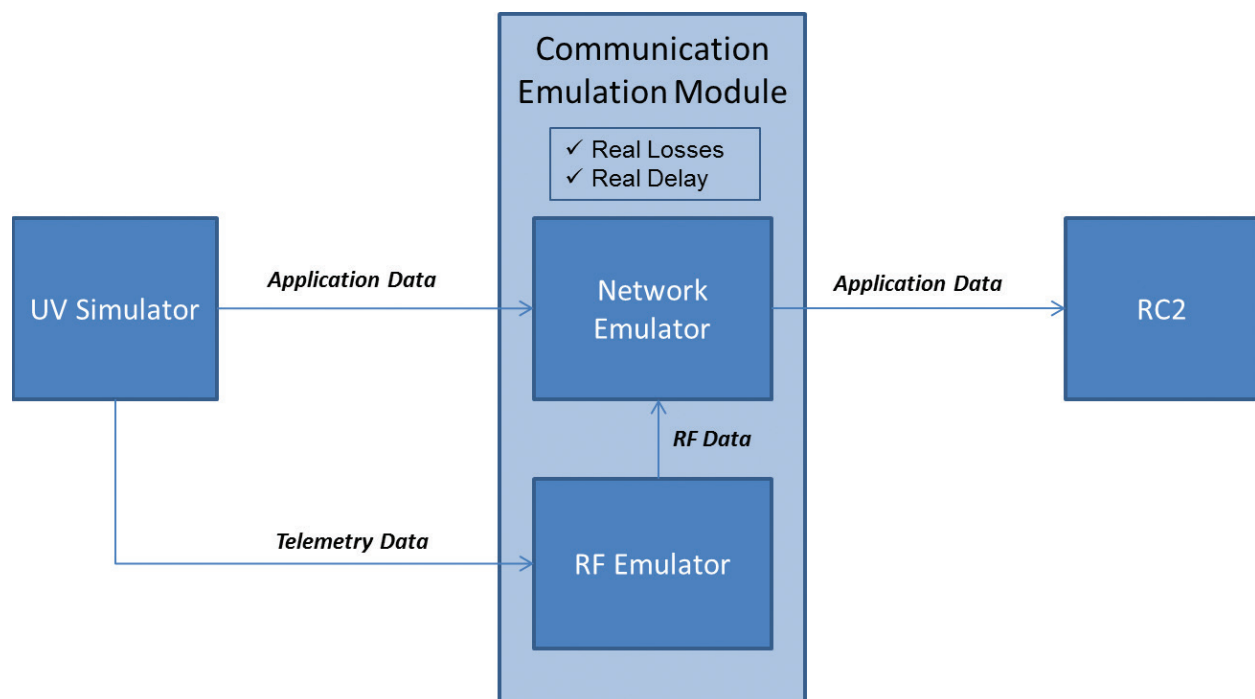 Communication
Emulation Module
✓ Real Losses
✓ Real Delay
UV Simulator
Application Data
Network
Emulator
Application Data
RC2
RF Data
Telemetry Data
RF Emulator